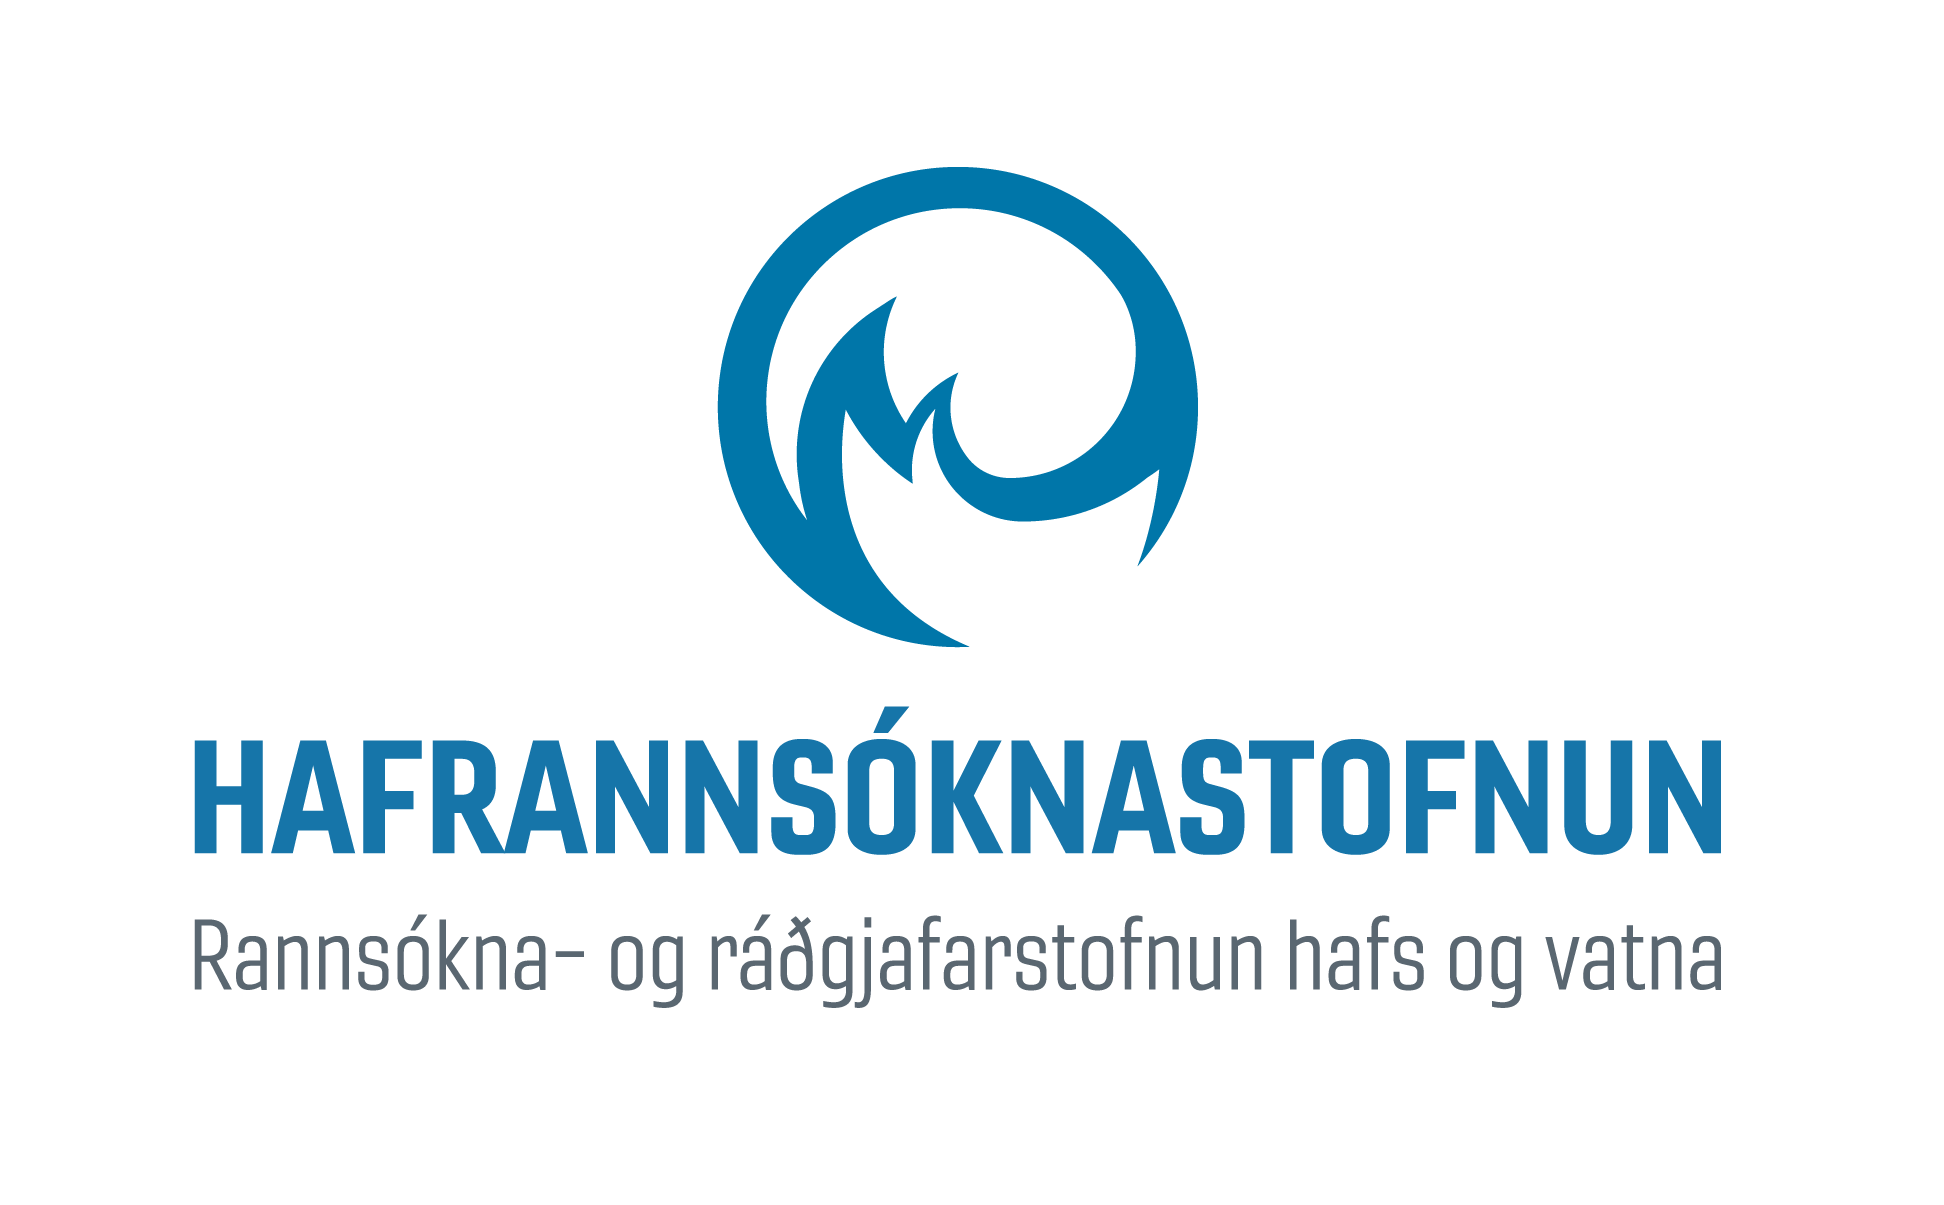 HAFRANNSÓKNASTOFNUN
Rannsókna- og ráðgjafarstofnun hafs og vatna